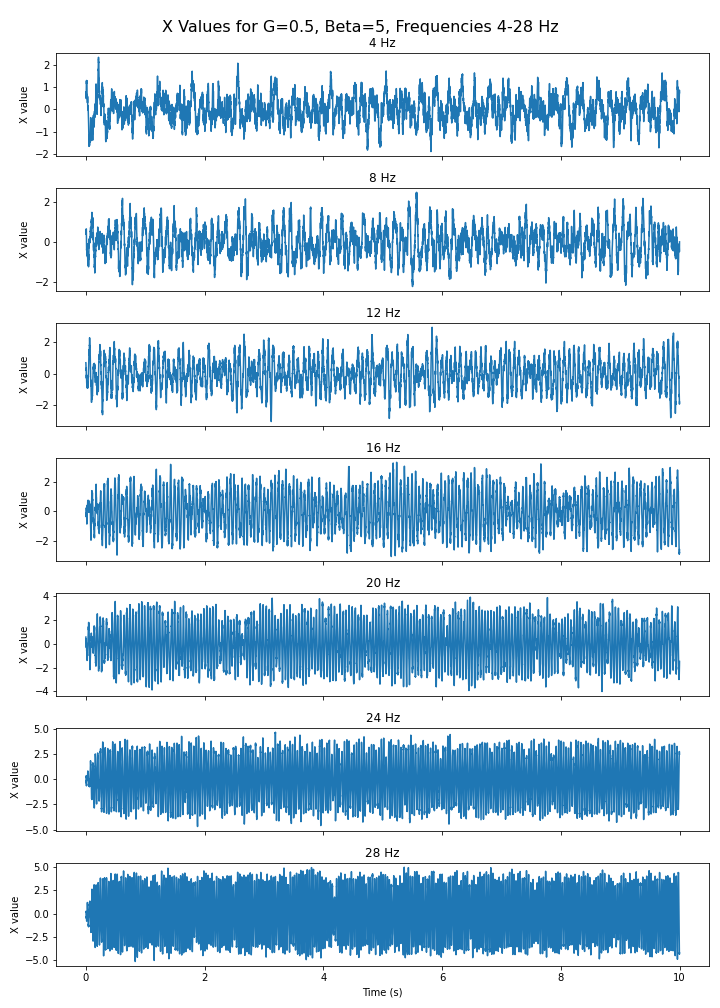 X Values for G=0.5, Beta=5, Frequencies 4-28 Hz
4 Hz
2
1
0
−1
−2
X value
8 Hz
2
0
−2
X value
12 Hz
2
0
−2
X value
16 Hz
2
0
−2
X value
20 Hz
4
2
0
−2
−4
X value
24 Hz
5.0
2.5
0.0
−2.5
−5.0
X value
28 Hz
5.0
2.5
0.0
−2.5
−5.0
X value
0 2 4 6 8 10
Time (s)